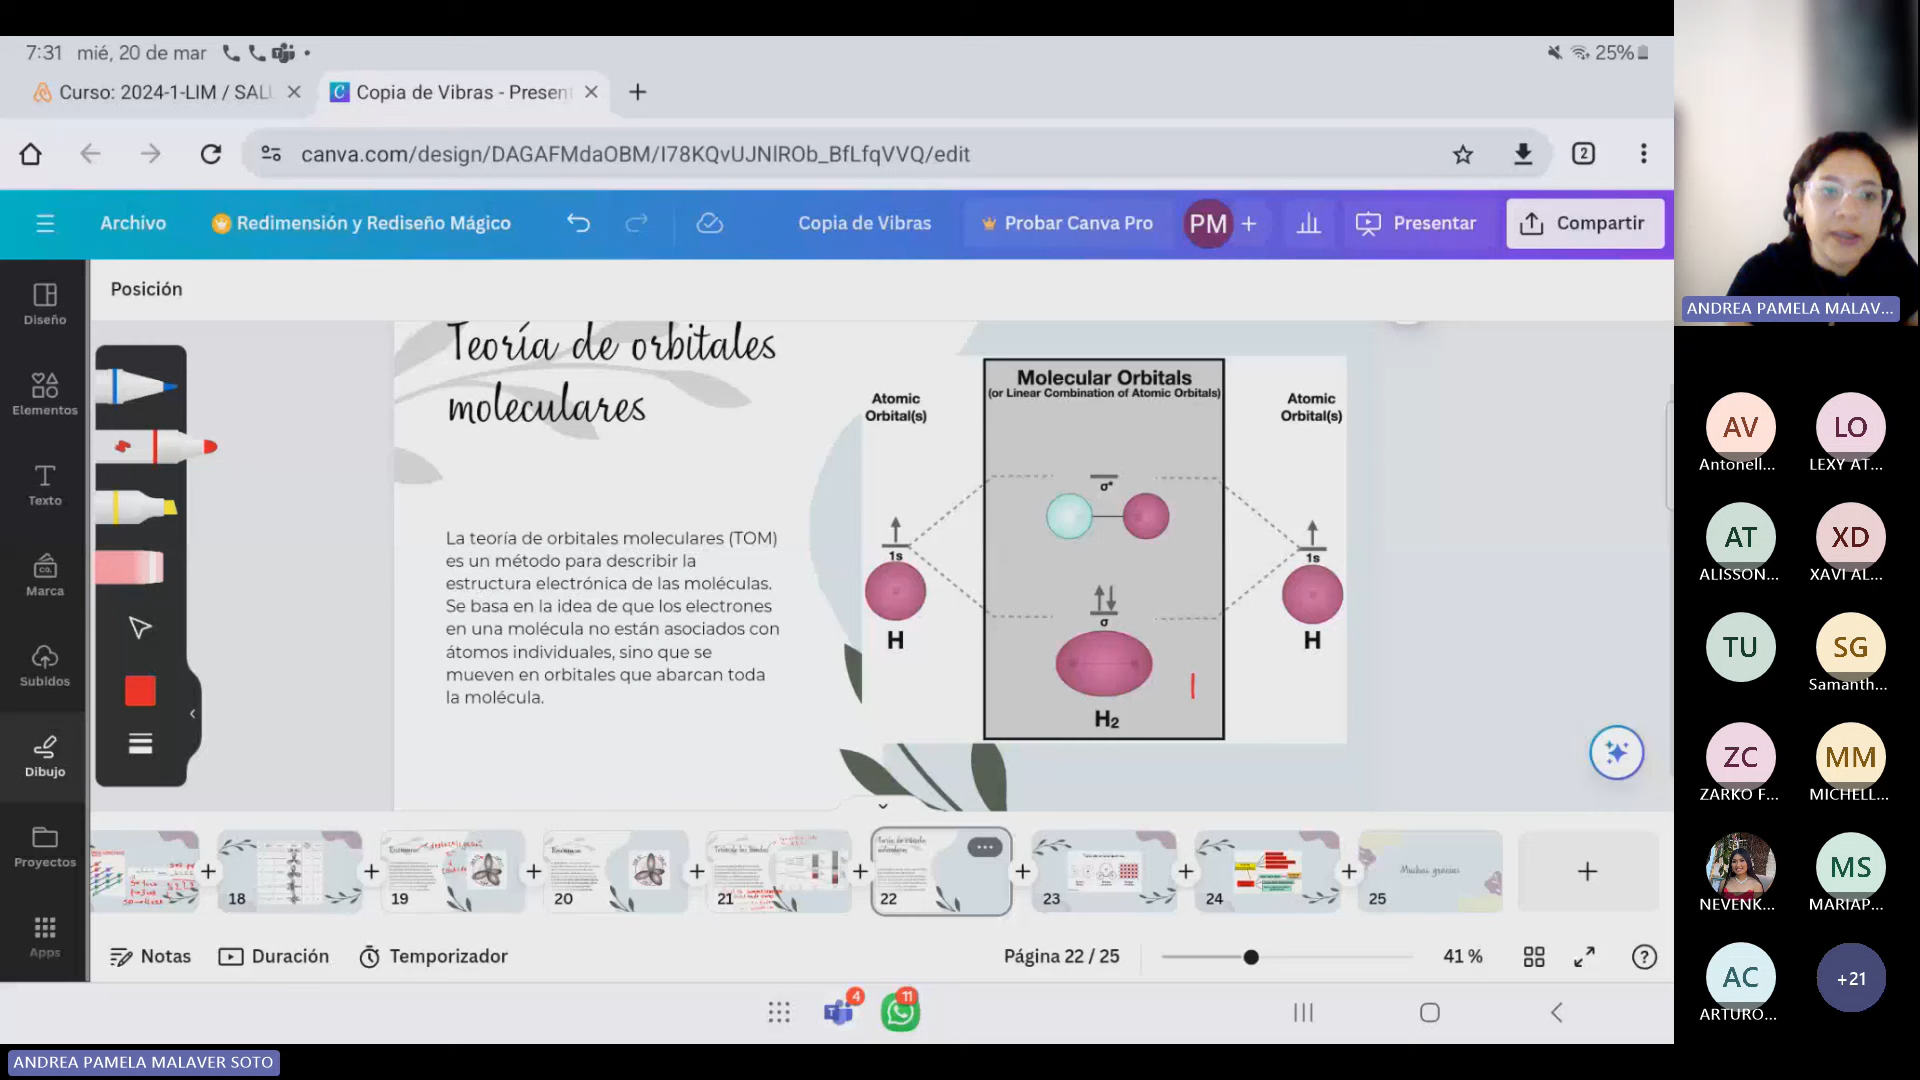 7:31 mié, 20 de mar
25%
Curso: 2024-1-LIM / SAL
Copia de Vibras - Presen
canva.com/design/DAGAFMdaOBM/I78KQvUJNlROb_BfLfqVVQ/edit
2
Archivo
Redimensión y Rediseño Mágico
Copia de Vibras
Probar Canva Pro
PM
Presentar
Compartir
Posición
Diseño
Elementos
Texto
Marca
Subidos
Dibujo
Proyectos
Apps
Teoría de orbitales
moleculares
La teoría de orbitales moleculares (TOM)
es un método para describir la
estructura electrónica de las moléculas.
Se basa en la idea de que los electrones
en una molécula no están asociados con
átomos individuales, sino que se
mueven en orbitales que abarcan toda
la molécula.
Molecular Orbitals
(or Linear Combination of Atomic Orbitals)
Atomic
Orbital(s)
Atomic
Orbital(s)
σ*
1s
1s
σ
H
H
H₂
18
19
20
21
22
23
24
25
Muchas gracias
Notas
Duración
Temporizador
Página 22 / 25
41 %
4
11
ANDREA PAMELA MALAVER SOTO
ANDREA PAMELA MALAV...
AV
Antonell...
LO
LEXY AT...
AT
ALISSON...
XD
XAVI AL...
TU
SG
Samanth...
ZC
ZARKO F...
MM
MICHELL...
NEVENK...
MS
MARIAP...
AC
ARTURO...
+21